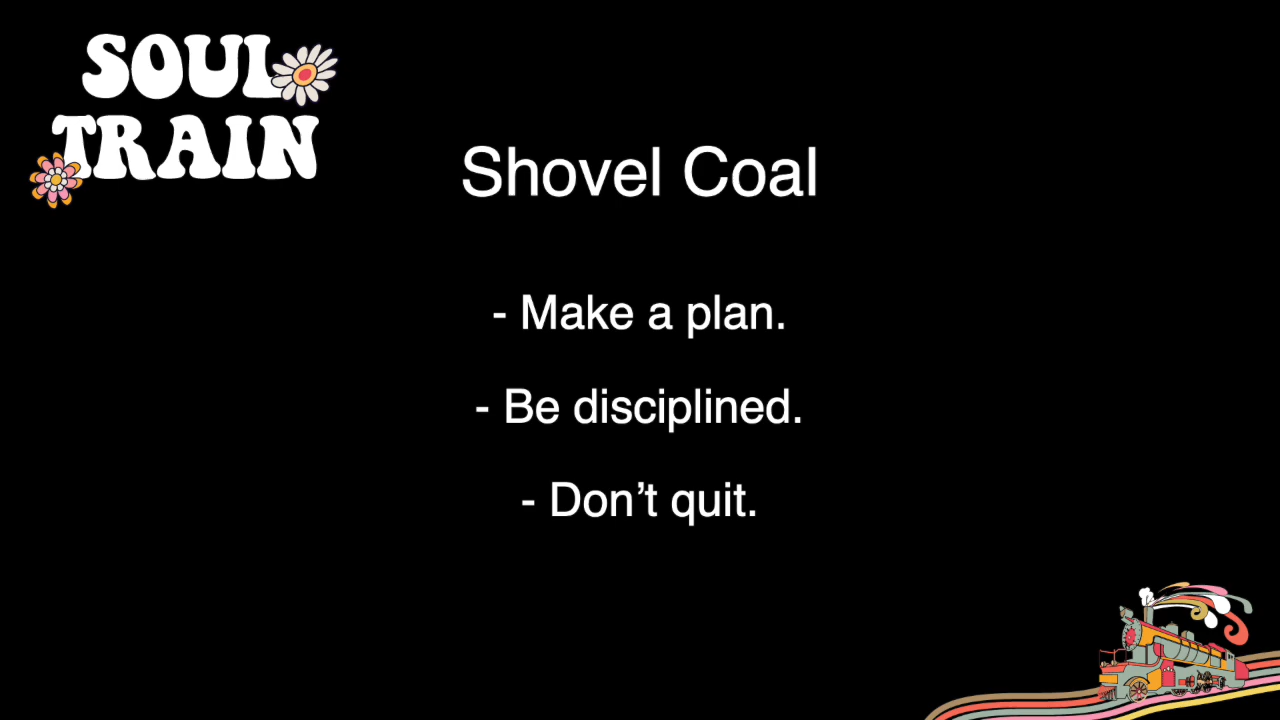 SOUL
TRAIN
Shovel Coal
- Make a plan.
- Be disciplined.
- Don’t quit.